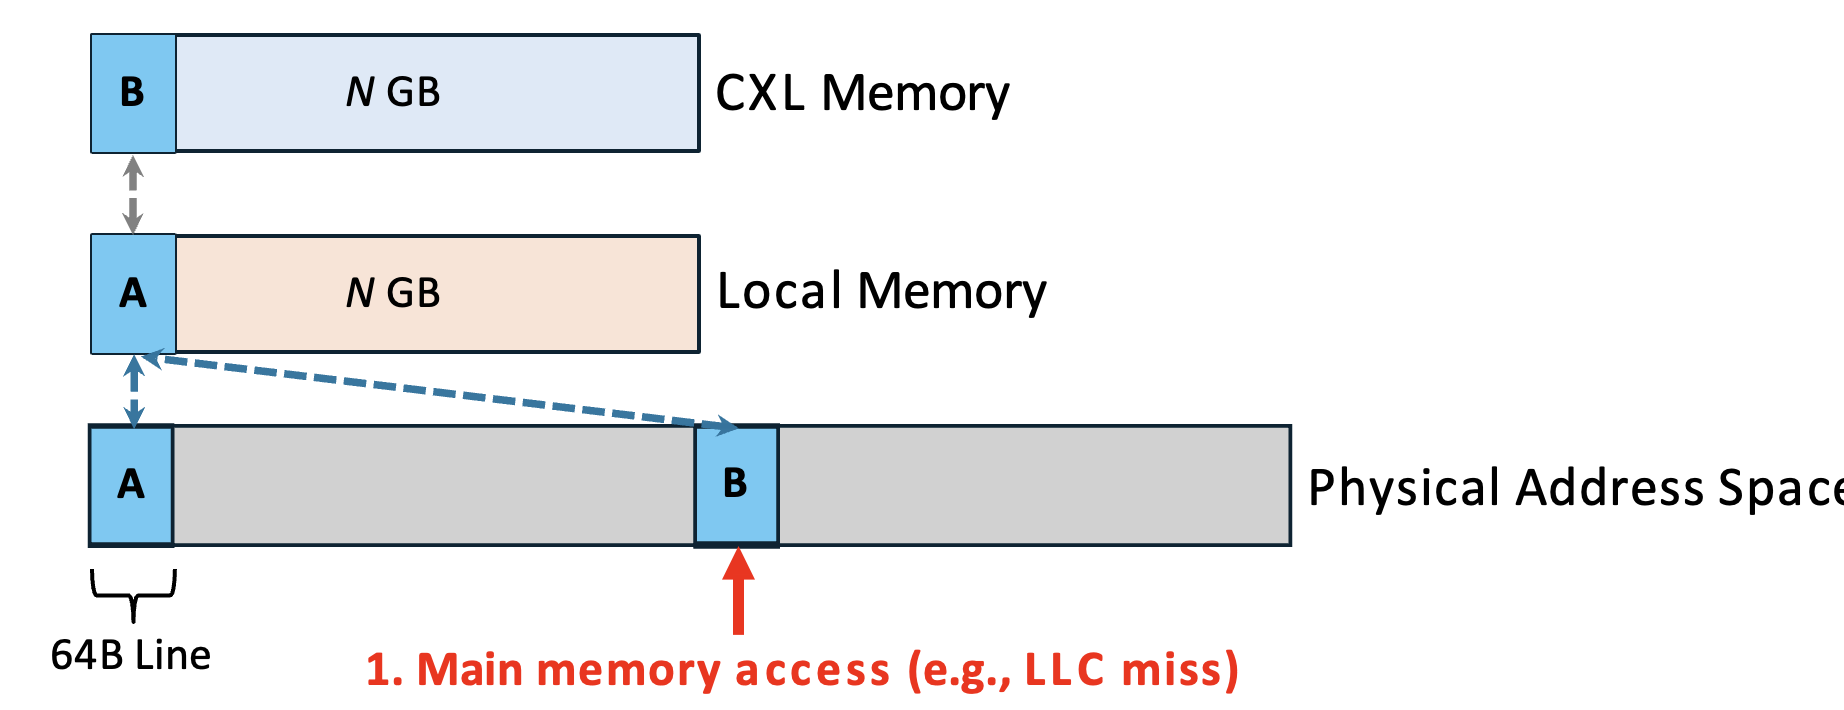 B
N GB
CXL Memory
A
N GB
Local Memory
A
B
Physical Address Space
64B Line
1. Main memory access (e.g., LLC miss)